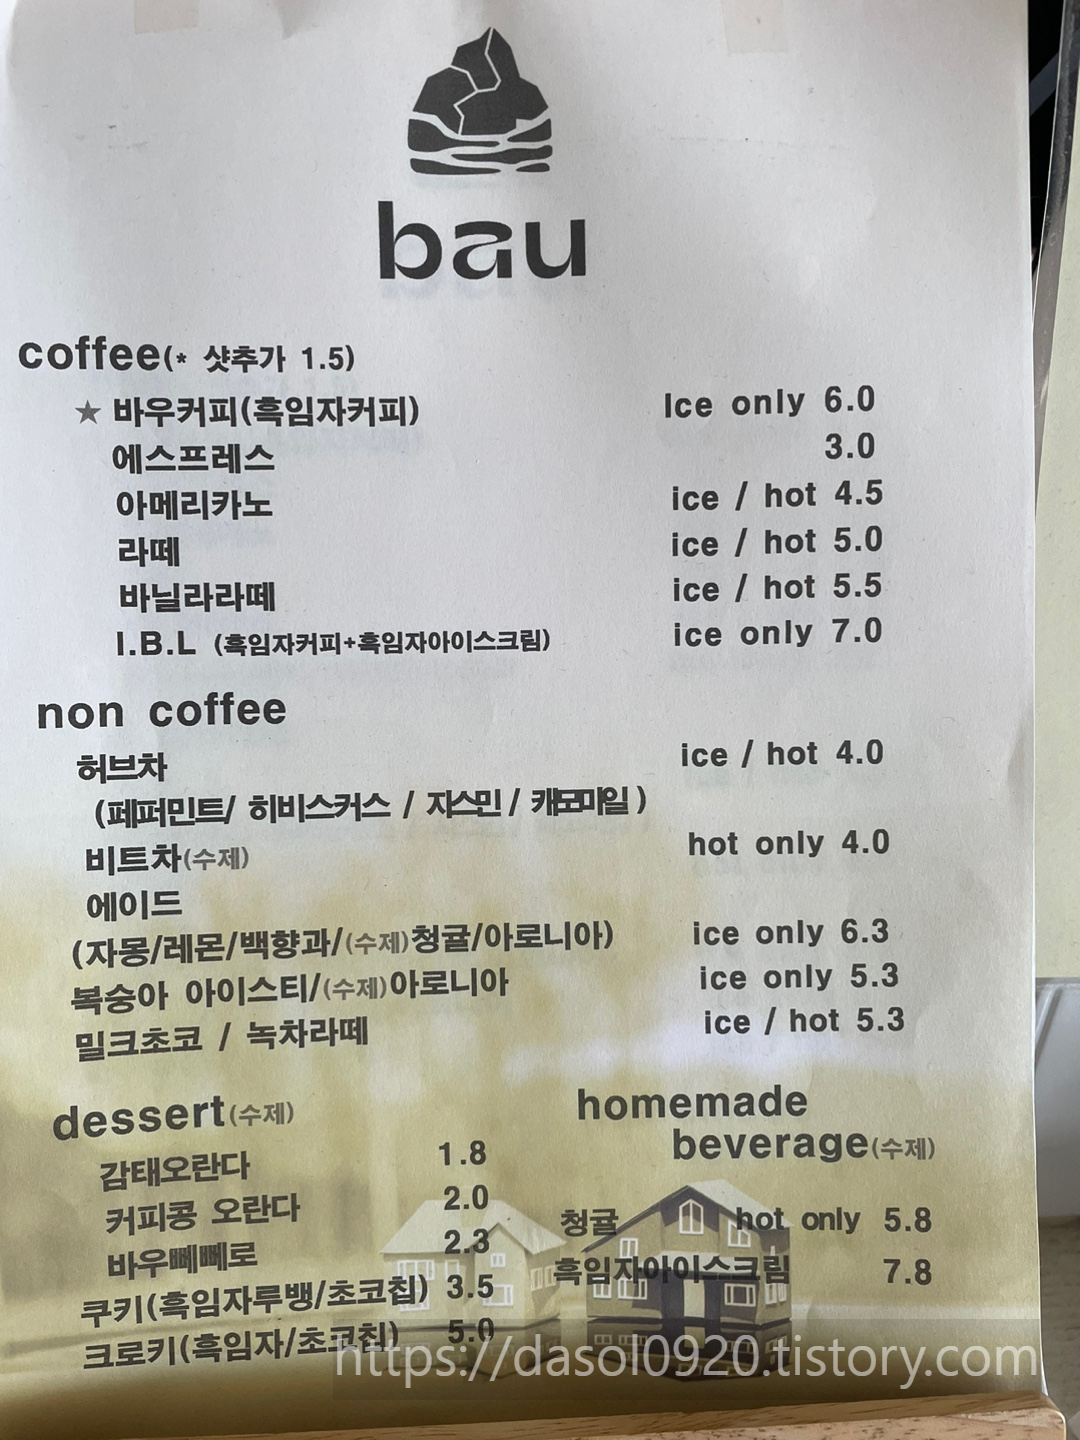 bau
coffee(* 샷추가 1.5)
★ 바우커피(흑임자커피) Ice only 6.0
에스프레스 3.0
아메리카노 ice / hot 4.5
라떼 ice / hot 5.0
바닐라라떼 ice / hot 5.5
I.B.L (흑임자커피+흑임자아이스크림) ice only 7.0
non coffee
허브차 ice / hot 4.0
(페퍼민트/ 히비스커스 / 자스민 / 캐모마일 )
비트차(수제) hot only 4.0
에이드
(자몽/레몬/백향과/(수제)청귤/아로니아) ice only 6.3
복숭아 아이스티/(수제)아로니아 ice only 5.3
밀크초코 / 녹차라떼 ice / hot 5.3
dessert(수제)
감태오란다 1.8
커피콩 오란다 2.0
바우뻬뻬로 2.3
쿠키(흑임자루뱅/초코칩) 3.5
크로키(흑임자/초코칩) 5.0
homemade
beverage(수제)
청귤 hot only 5.8
흑임자아이스크림 7.8
https://dasol0920.tistory.com